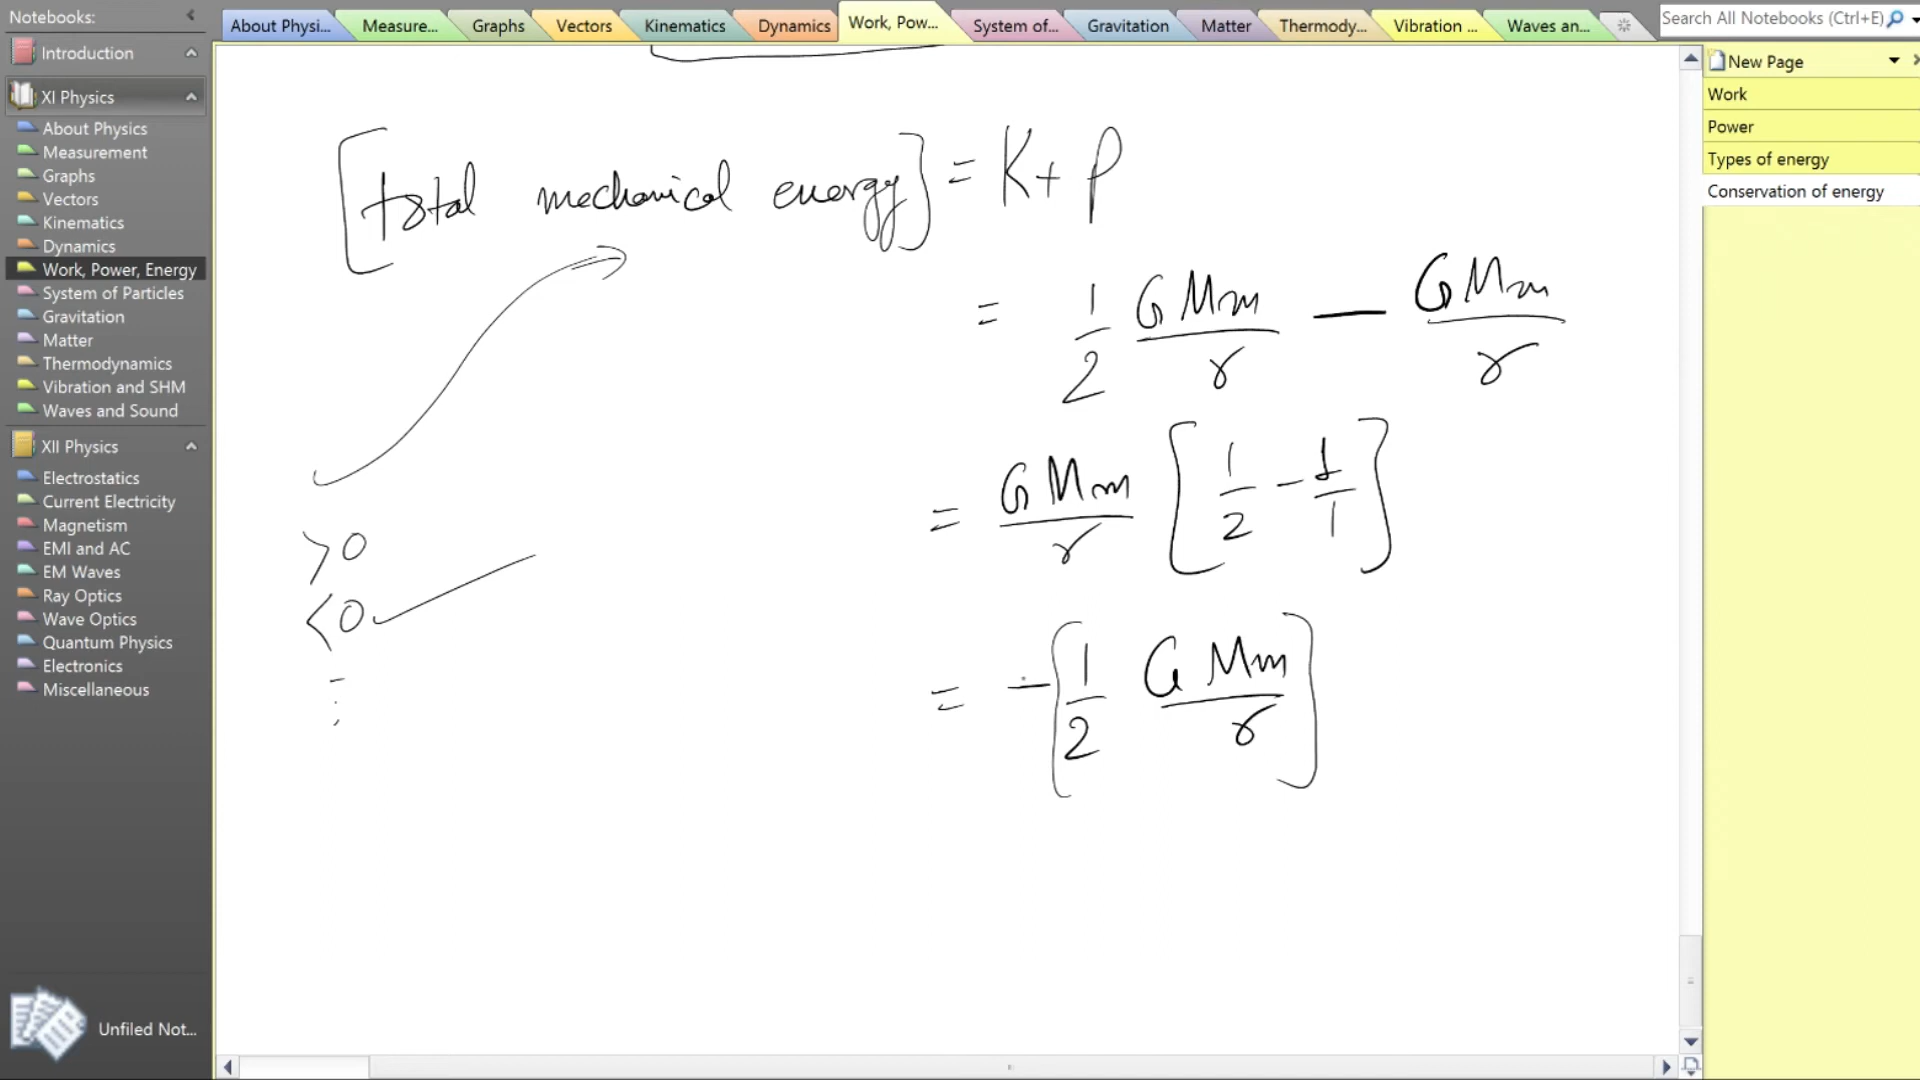 Notebooks:
About Physi...
Measure...
Graphs
Vectors
Kinematics
Dynamics
Work, Pow...
System of...
Gravitation
Matter
Thermody...
Vibration ...
Waves an...
Search All Notebooks (Ctrl+E)
Introduction
XI Physics
About Physics
Measurement
Graphs
Vectors
Kinematics
Dynamics
Work, Power, Energy
System of Particles
Gravitation
Matter
Thermodynamics
Vibration and SHM
Waves and Sound
XII Physics
Electrostatics
Current Electricity
Magnetism
EMI and AC
EM Waves
Ray Optics
Wave Optics
Quantum Physics
Electronics
Miscellaneous
Unfiled Not...
[total mechanical energy] = K + P
= 1/2 GMm/r − GMm/r
= GMm/r [1/2 − 1/1]
= −[1/2 GMm/r]
>0
<0
New Page
Work
Power
Types of energy
Conservation of energy